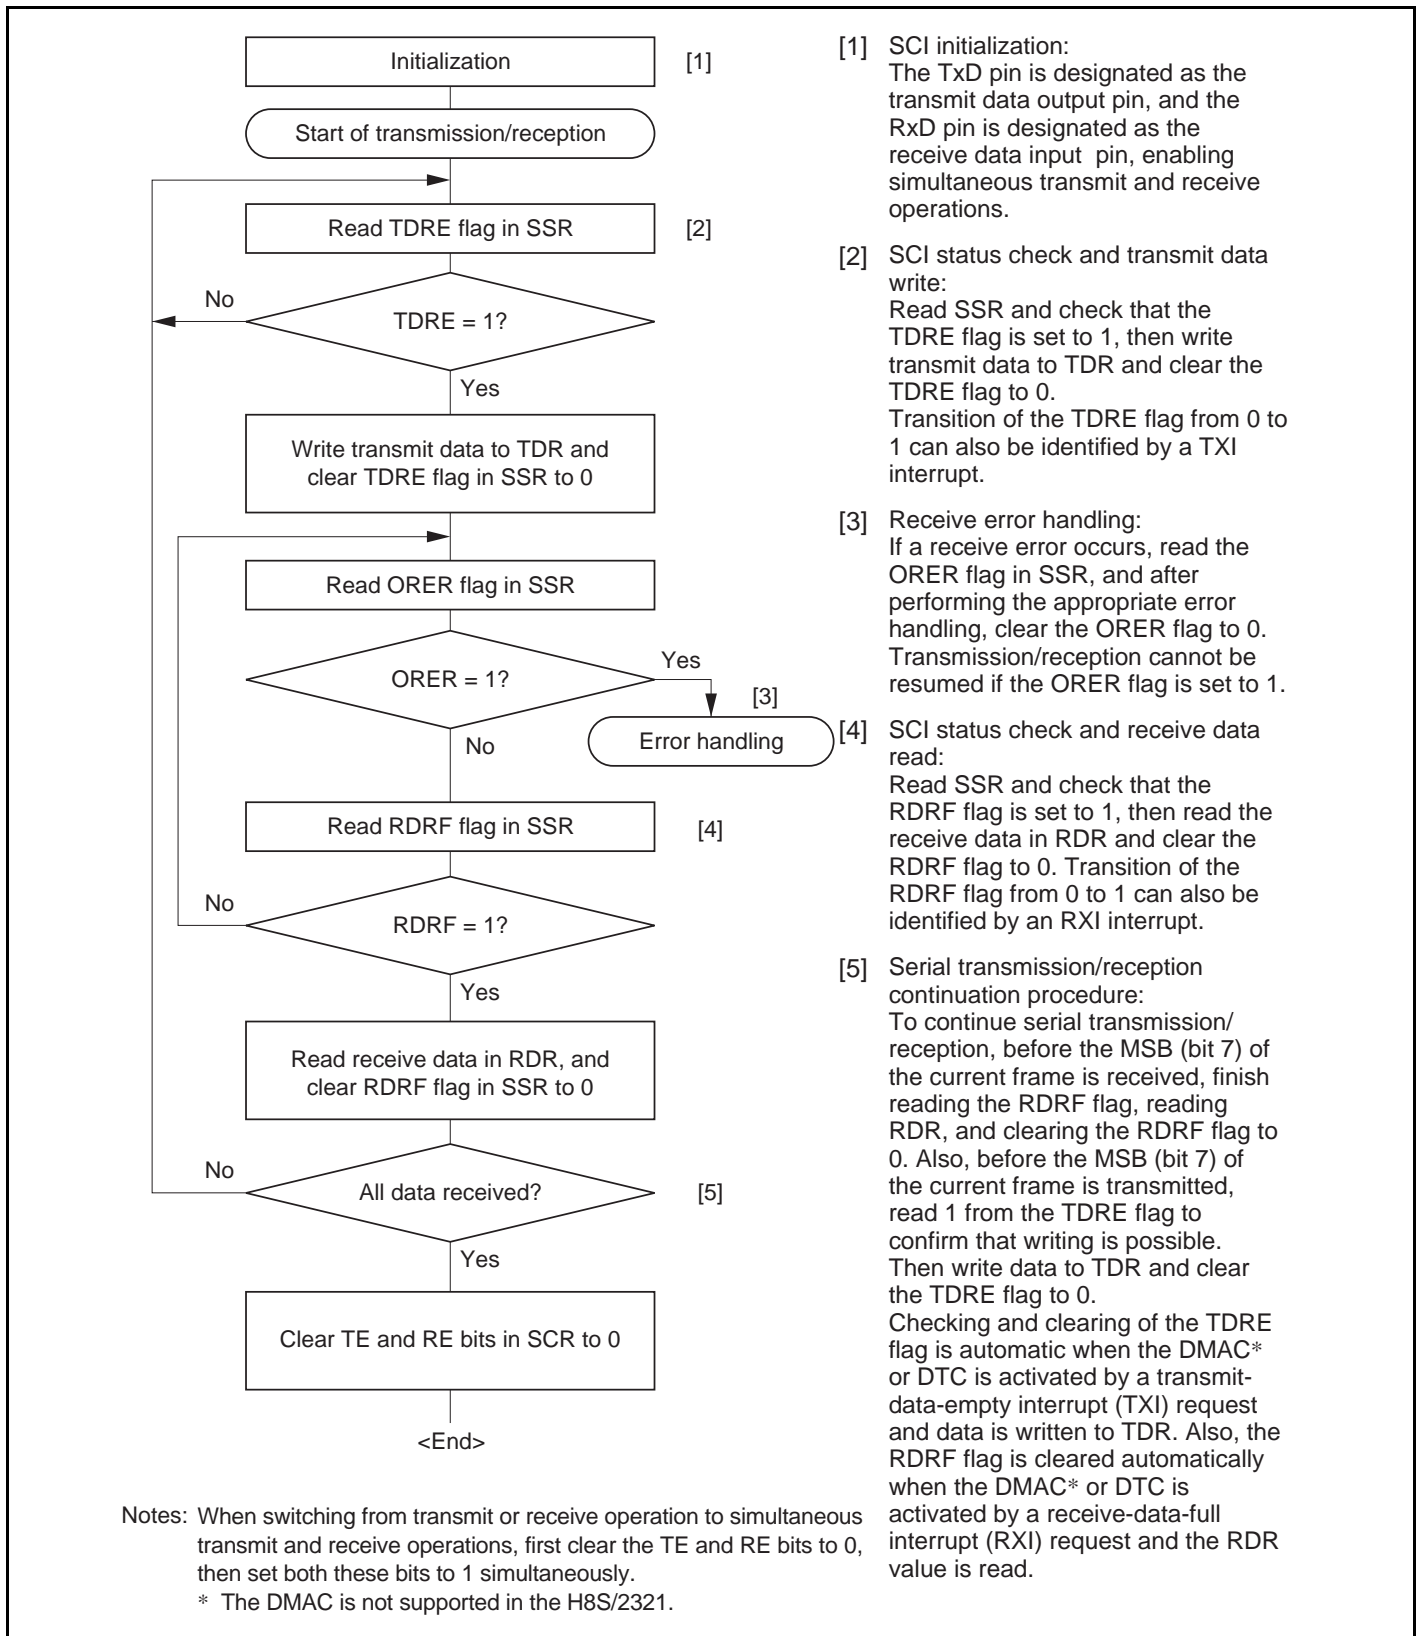 Initialization
[1]
Start of transmission/reception
Read TDRE flag in SSR
[2]
No
TDRE = 1?
Yes
Write transmit data to TDR and
clear TDRE flag in SSR to 0
Read ORER flag in SSR
ORER = 1?
Yes
[3]
Error handling
No
Read RDRF flag in SSR
[4]
No
RDRF = 1?
Yes
Read receive data in RDR, and
clear RDRF flag in SSR to 0
No
All data received?
[5]
Yes
Clear TE and RE bits in SCR to 0
<End>
[1] SCI initialization:
The TxD pin is designated as the
transmit data output pin, and the
RxD pin is designated as the
receive data input pin, enabling
simultaneous transmit and receive
operations.
[2] SCI status check and transmit data
write:
Read SSR and check that the
TDRE flag is set to 1, then write
transmit data to TDR and clear the
TDRE flag to 0.
Transition of the TDRE flag from 0 to
1 can also be identified by a TXI
interrupt.
[3] Receive error handling:
If a receive error occurs, read the
ORER flag in SSR, and after
performing the appropriate error
handling, clear the ORER flag to 0.
Transmission/reception cannot be
resumed if the ORER flag is set to 1.
[4] SCI status check and receive data
read:
Read SSR and check that the
RDRF flag is set to 1, then read the
receive data in RDR and clear the
RDRF flag to 0. Transition of the
RDRF flag from 0 to 1 can also be
identified by an RXI interrupt.
[5] Serial transmission/reception
continuation procedure:
To continue serial transmission/
reception, before the MSB (bit 7) of
the current frame is received, finish
reading the RDRF flag, reading
RDR, and clearing the RDRF flag to
0. Also, before the MSB (bit 7) of
the current frame is transmitted,
read 1 from the TDRE flag to
confirm that writing is possible.
Then write data to TDR and clear
the TDRE flag to 0.
Checking and clearing of the TDRE
flag is automatic when the DMAC*
or DTC is activated by a transmit-
data-empty interrupt (TXI) request
and data is written to TDR. Also, the
RDRF flag is cleared automatically
when the DMAC* or DTC is
activated by a receive-data-full
interrupt (RXI) request and the RDR
value is read.
Notes: When switching from transmit or receive operation to simultaneous
transmit and receive operations, first clear the TE and RE bits to 0,
then set both these bits to 1 simultaneously.
* The DMAC is not supported in the H8S/2321.